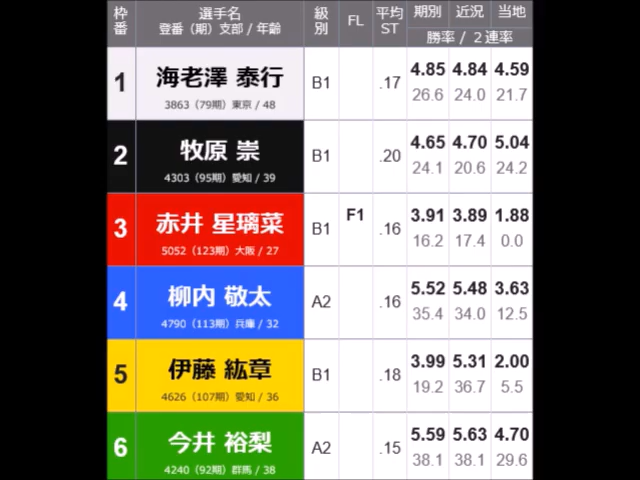 枠番 選手名 登番(期)支部/年齢 級別 FL 平均ST 期別 近況 当地
勝率 / 2連率
1 海老澤 泰行 B1 .17 4.85 4.84 4.59
3863(79期)東京/48 26.6 24.0 21.7
2 牧原 崇 B1 .20 4.65 4.70 5.04
4303(95期)愛知/39 24.1 20.6 24.2
3 赤井 星璃菜 B1 F1 .16 3.91 3.89 1.88
5052(123期)大阪/27 16.2 17.4 0.0
4 柳内 敬太 A2 .16 5.52 5.48 3.63
4790(113期)兵庫/32 35.4 34.0 12.5
5 伊藤 紘章 B1 .18 3.99 5.31 2.00
4626(107期)愛知/36 19.2 36.7 5.5
6 今井 裕梨 A2 .15 5.59 5.63 4.70
4240(92期)群馬/38 38.1 38.1 29.6